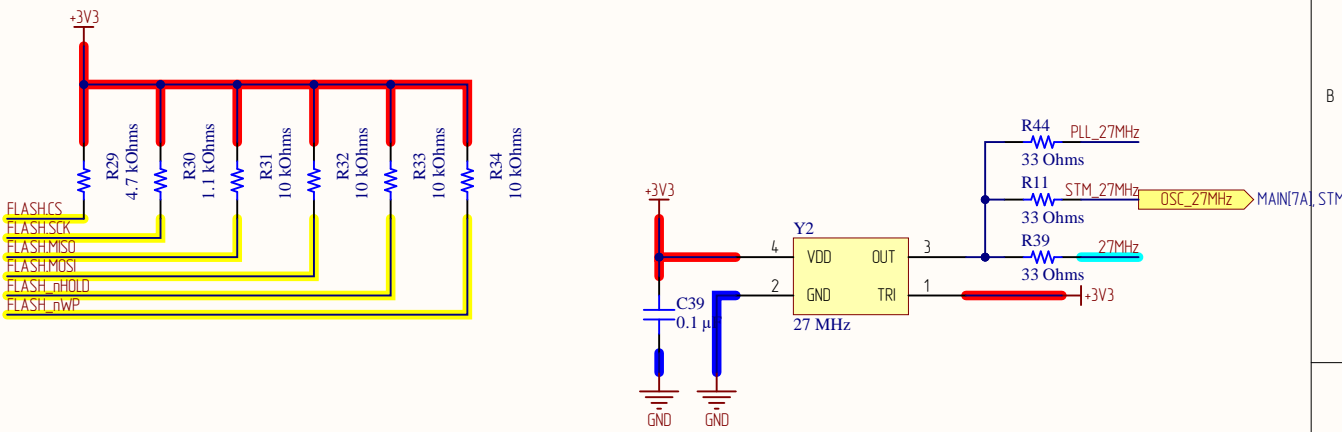 +3V3
R29
4.7 kOhms
R30
1.1 kOhms
R31
10 kOhms
R32
10 kOhms
R33
10 kOhms
R34
10 kOhms
FLASH.CS
FLASH.SCK
FLASH.MISO
FLASH.MOSI
FLASH_nHOLD
FLASH_nWP
+3V3
C39
0.1 µF
GND
GND
Y2
4 VDD OUT 3
2 GND TRI 1
27 MHz
+3V3
R44
PLL_27MHz
33 Ohms
R11
STM_27MHz
33 Ohms
OSC_27MHz
MAIN[7A], STM
R39
27MHz
33 Ohms
B